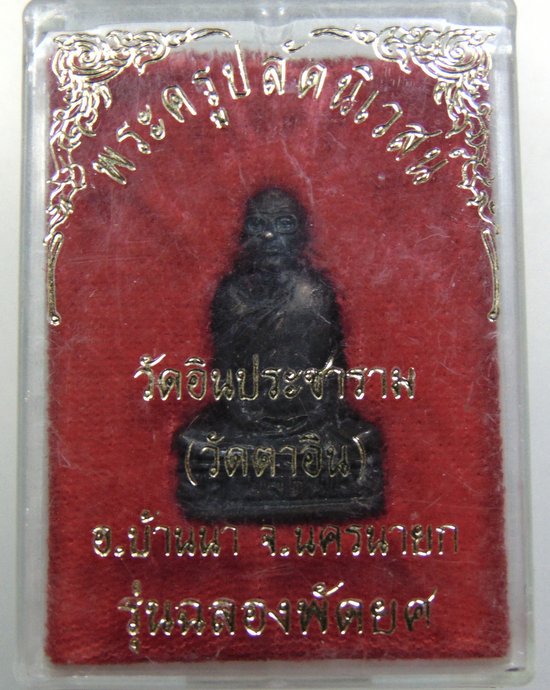 พระครูปลัดนิเวสน์
วัดอินประชาราม
(วัดตาอิน)
อ.บ้านนา จ.นครนายก
รุ่นฉลองพัดยศ